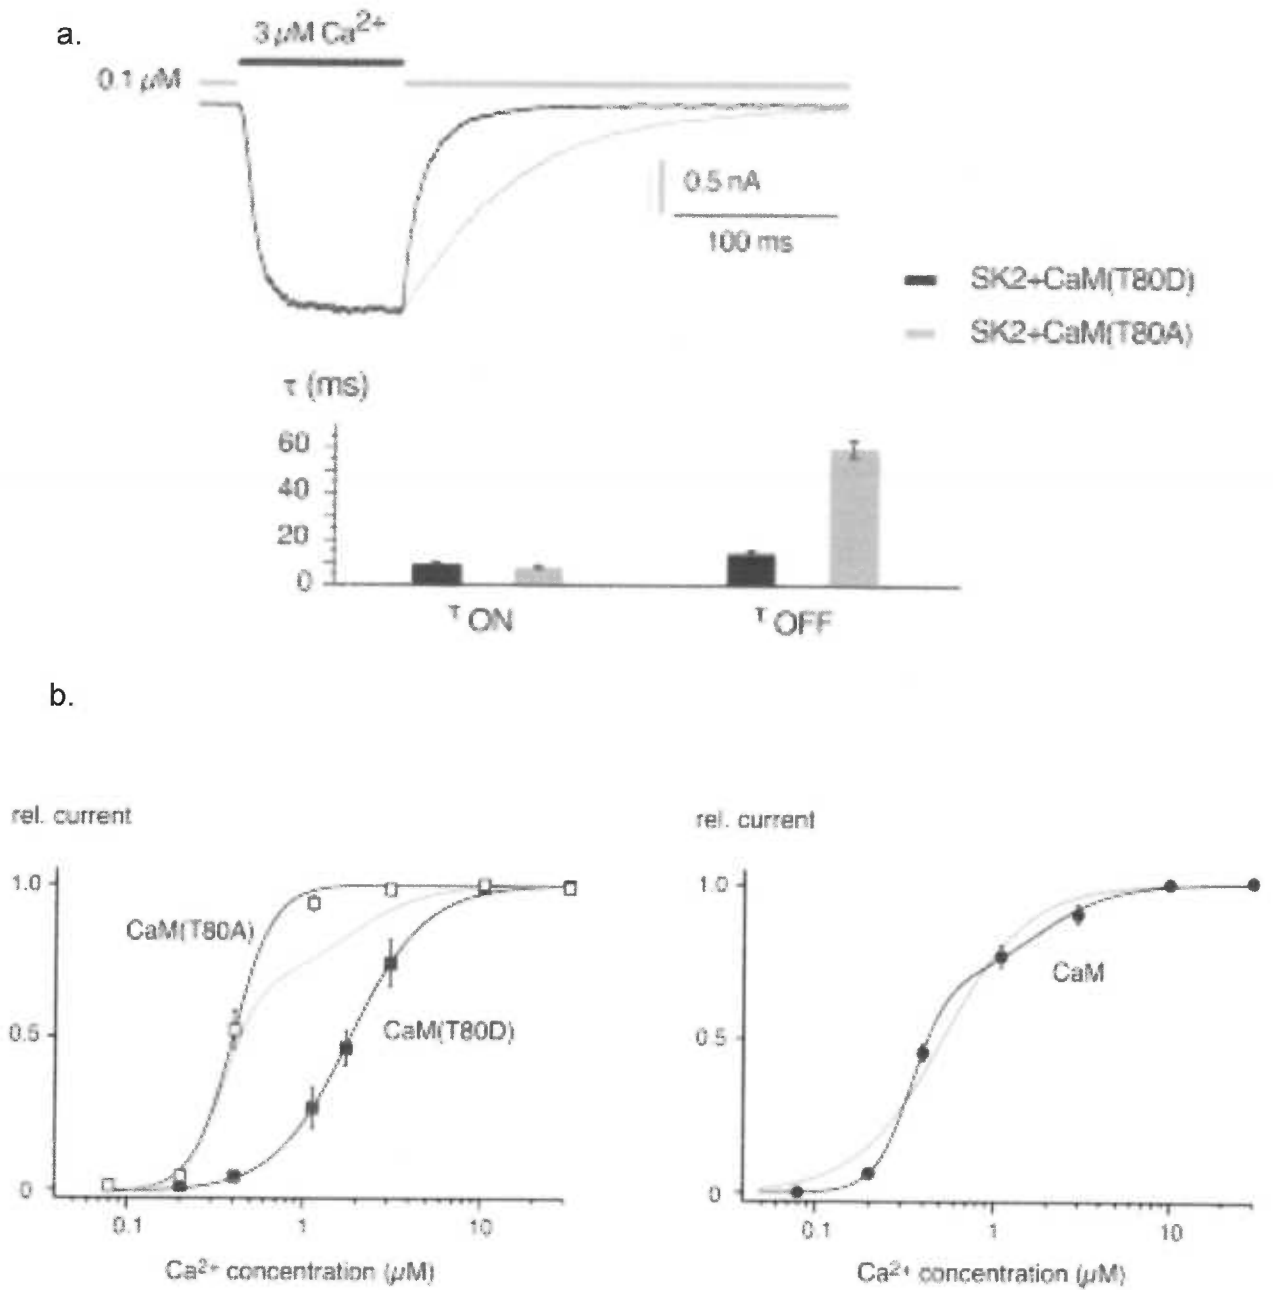 a.
3 µM Ca2+
0.1 µM
0.5 nA
100 ms
SK2+CaM(T80D)
SK2+CaM(T80A)
τ (ms)
60
40
20
0
τ ON
τ OFF
b.
rel. current
1.0
CaM(T80A)
0.5
CaM(T80D)
0
0.1
1
10
Ca2+ concentration (µM)
rel. current
1.0
CaM
0.5
0
0.1
1
10
Ca2+ concentration (µM)